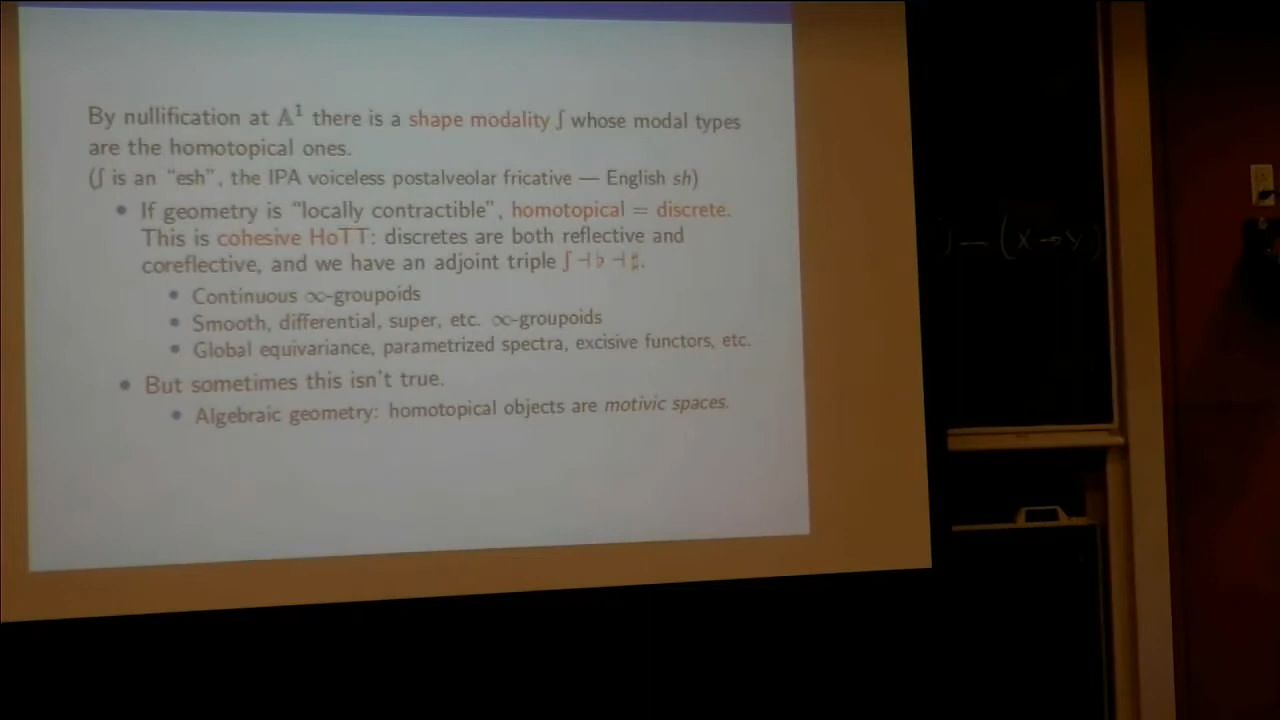 By nullification at 𝔸¹ there is a shape modality ʃ whose modal types
are the homotopical ones.
(ʃ is an “esh”, the IPA voiceless postalveolar fricative — English sh)
• If geometry is “locally contractible”, homotopical = discrete.
This is cohesive HoTT: discretes are both reflective and
coreflective, and we have an adjoint triple ʃ ⊣ ♭ ⊣ ♯.
• Continuous ∞-groupoids
• Smooth, differential, super, etc. ∞-groupoids
• Global equivariance, parametrized spectra, excisive functors, etc.
• But sometimes this isn't true.
• Algebraic geometry: homotopical objects are motivic spaces.
) — (X → Y)